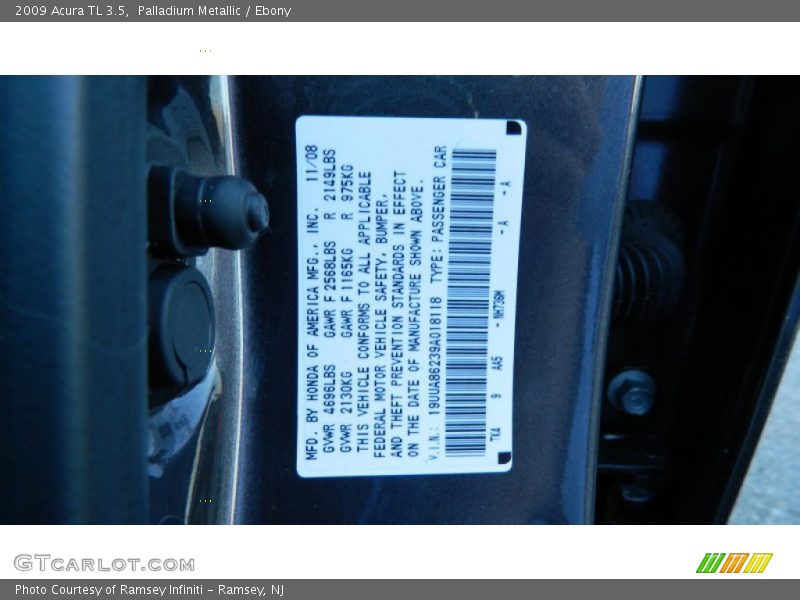 2009 Acura TL 3.5,  Palladium Metallic / Ebony
MFD. BY HONDA OF AMERICA MFG., INC.  11/08
GVWR 4696LBS  GAWR F 2568LBS  R 2149LBS
GVWR 2130KG  GAWR F 1165KG  R 975KG
THIS VEHICLE CONFORMS TO ALL APPLICABLE
FEDERAL MOTOR VEHICLE SAFETY, BUMPER,
AND THEFT PREVENTION STANDARDS IN EFFECT
ON THE DATE OF MANUFACTURE SHOWN ABOVE.
V.I.N.: 19UUA86239A018118  TYPE: PASSENGER CAR
TK4  9  AA5  -NH736M  -A  -A
GTCARLOT.COM
Photo Courtesy of Ramsey Infiniti - Ramsey, NJ